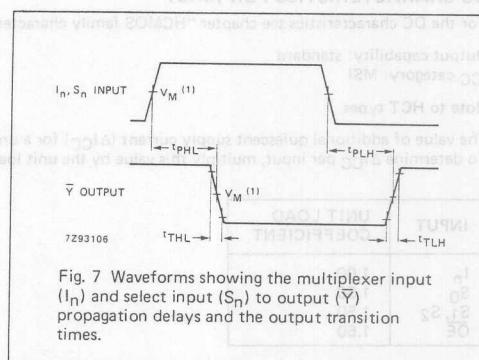 For the DC characteristics see chapter "HCMOS family character
Output capability: standard
ICC category: MSI
Note to HCT types
The value of additional quiescent supply current (ΔICC) for a un
To determine ΔICC per input, multiply this value by the unit loa
In, Sn INPUT
VM (1)
tPHL
tPLH
Y̅ OUTPUT
VM (1)
7Z93106
tTHL
tTLH
INPUT
UNIT LOAD
COEFFICIENT
In
S0
S1, S2
OE̅
1.50
Fig. 7 Waveforms showing the multiplexer input
(In) and select input (Sn) to output (Y̅)
propagation delays and the output transition
times.